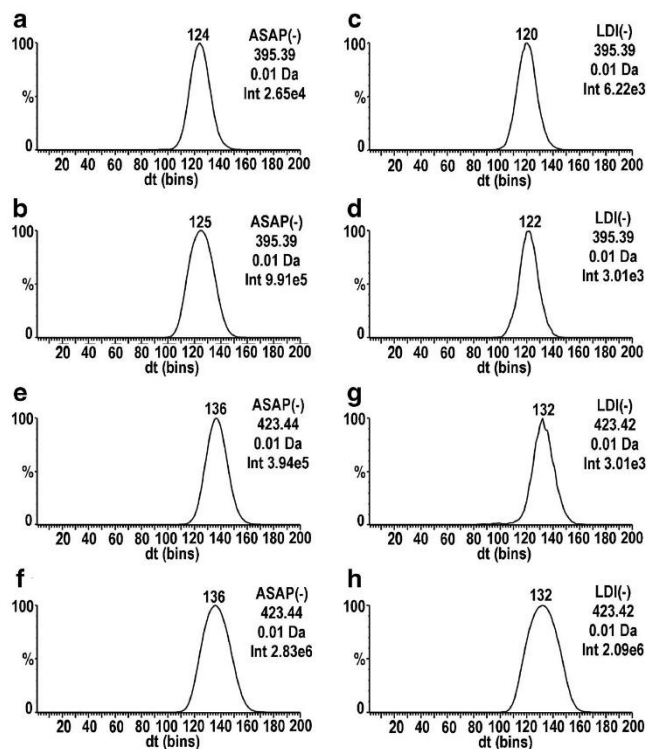 a
124
ASAP(-)
395.39
0.01 Da
Int 2.65e4
100
%
0
20 40 60 80 100 120 140 160 180 200
dt (bins)
c
120
LDI(-)
395.39
0.01 Da
Int 6.22e3
100
%
0
20 40 60 80 100 120 140 160 180 200
dt (bins)
b
125
ASAP(-)
395.39
0.01 Da
Int 9.91e5
100
%
0
20 40 60 80 100 120 140 160 180 200
dt (bins)
d
122
LDI(-)
395.39
0.01 Da
Int 3.01e3
100
%
0
20 40 60 80 100 120 140 160 180 200
dt (bins)
e
136
ASAP(-)
423.44
0.01 Da
Int 3.94e5
100
%
0
20 40 60 80 100 120 140 160 180 200
dt (bins)
g
132
LDI(-)
423.42
0.01 Da
Int 3.01e3
100
%
0
20 40 60 80 100 120 140 160 180 200
dt (bins)
f
136
ASAP(-)
423.44
0.01 Da
Int 2.83e6
100
%
0
20 40 60 80 100 120 140 160 180 200
dt (bins)
h
132
LDI(-)
423.42
0.01 Da
Int 2.09e6
100
%
0
20 40 60 80 100 120 140 160 180 200
dt (bins)